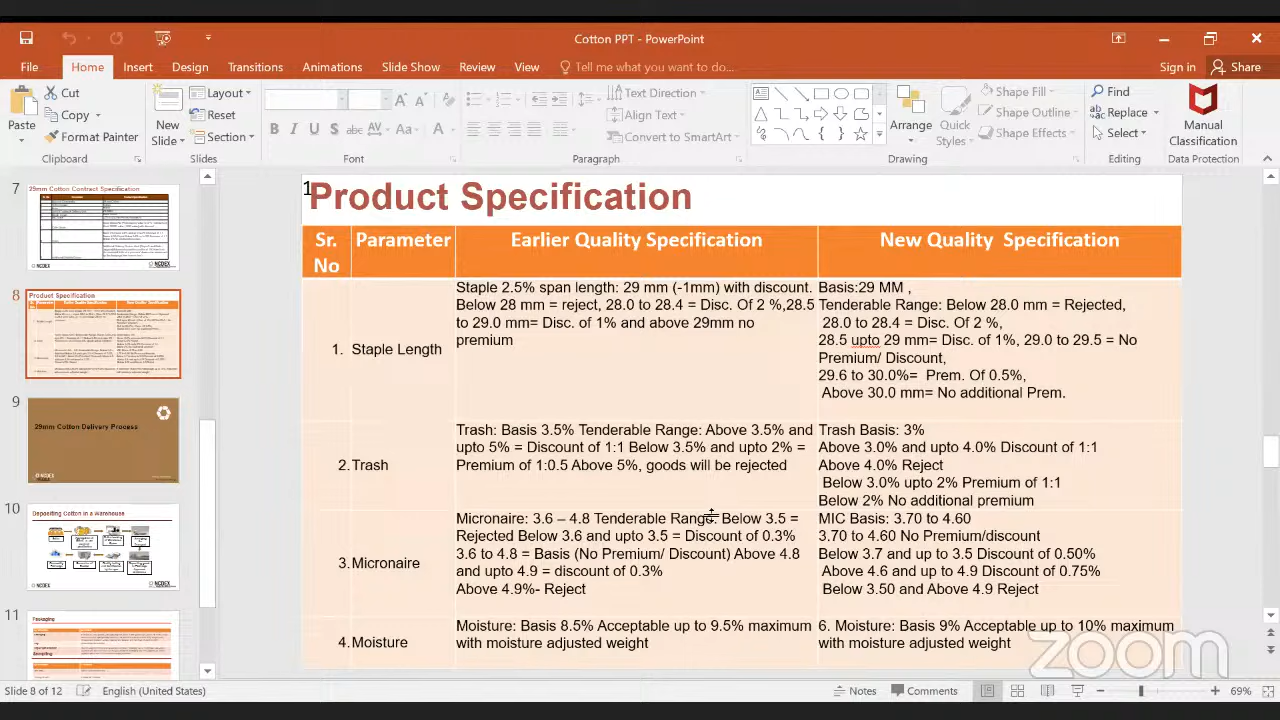 Cotton PPT - PowerPoint
File Home Insert Design Transitions Animations Slide Show Review View Tell me what you want to do... Sign in Share
Paste
Cut
Copy
Format Painter
Clipboard
New Slide
Layout
Reset
Section
Slides
Font
Text Direction
Align Text
Convert to SmartArt
Paragraph
Arrange
Quick Styles
Shape Fill
Shape Outline
Shape Effects
Drawing
Find
Replace
Select
Editing
Manual Classification
Data Protection
7
29mm Cotton Contract Specification
8
Product Specification
9
29mm Cotton Delivery Process
10
Depositing Cotton in a Warehouse
11
Packaging
1
Product Specification
Sr. No
Parameter
Earlier Quality Specification
New Quality Specification
1. Staple Length
Staple 2.5% span length: 29 mm (-1mm) with discount.
Below 28 mm = reject, 28.0 to 28.4 = Disc. of 2 % 28.5
to 29.0 mm= Disc. of 1% and above 29mm no
premium
Basis:29 MM ,
Tenderable Range: Below 28.0 mm = Rejected,
28.0 to 28.4 = Disc. Of 2 %,
28.5 upto 29 mm= Disc. of 1%, 29.0 to 29.5 = No
Premium/ Discount,
29.6 to 30.0%= Prem. Of 0.5%,
Above 30.0 mm= No additional Prem.
2. Trash
Trash: Basis 3.5% Tenderable Range: Above 3.5% and
upto 5% = Discount of 1:1 Below 3.5% and upto 2% =
Premium of 1:0.5 Above 5%, goods will be rejected
Trash Basis: 3%
Above 3.0% and upto 4.0% Discount of 1:1
Above 4.0% Reject
Below 3.0% upto 2% Premium of 1:1
Below 2% No additional premium
3. Micronaire
Micronaire: 3.6 – 4.8 Tenderable Range: Below 3.5 =
Rejected Below 3.6 and upto 3.5 = Discount of 0.3%
3.6 to 4.8 = Basis (No Premium/ Discount) Above 4.8
and upto 4.9 = discount of 0.3%
Above 4.9%- Reject
MIC Basis: 3.70 to 4.60
3.70 to 4.60 No Premium/discount
Below 3.7 and up to 3.5 Discount of 0.50%
Above 4.6 and up to 4.9 Discount of 0.75%
Below 3.50 and Above 4.9 Reject
4. Moisture
Moisture: Basis 8.5% Acceptable up to 9.5% maximum
with moisture adjusted weight
6. Moisture: Basis 9% Acceptable up to 10% maximum
with moisture adjusted weight
zoom
Slide 8 of 12 English (United States) Notes Comments 69%